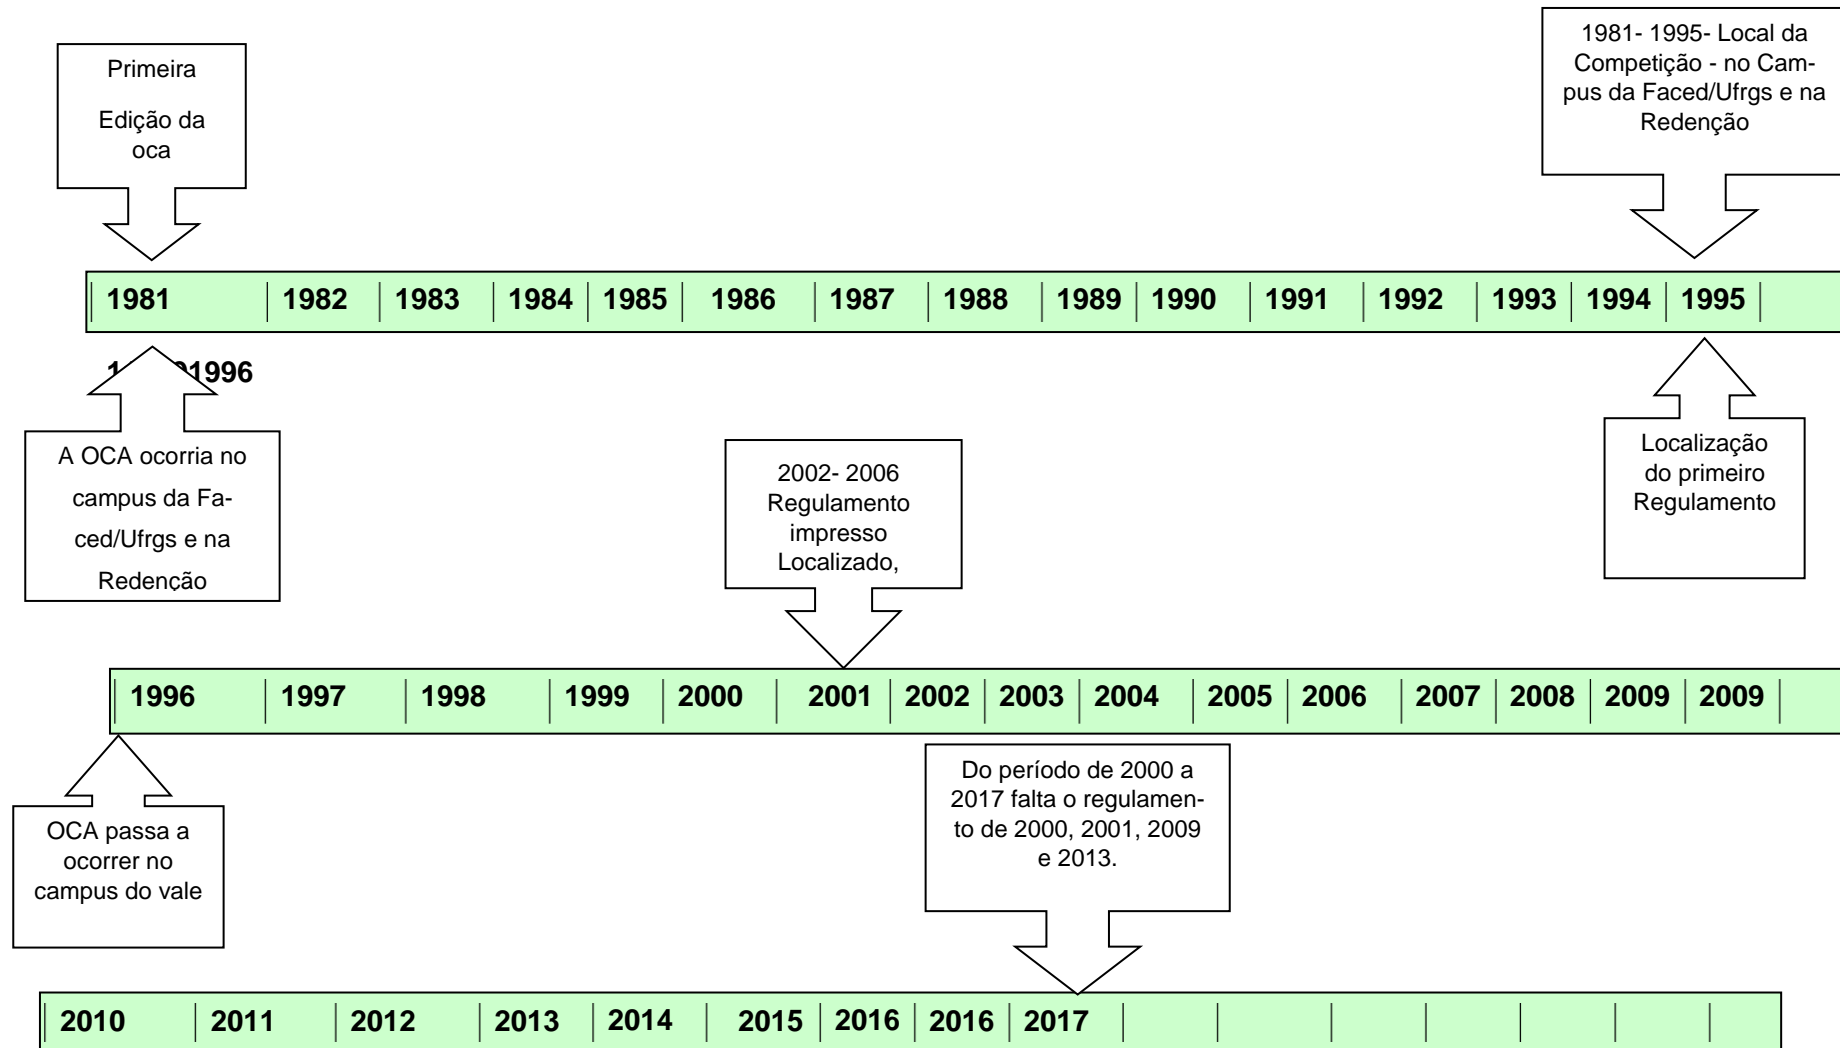 Primeira
Edição da
oca
1981- 1995- Local da
Competição - no Cam-
pus da Faced/Ufrgs e na
Redenção
1981 1982 1983 1984 1985 1986 1987 1988 1989 1990 1991 1992 1993 1994 1995
1996
A OCA ocorria no
campus da Fa-
ced/Ufrgs e na
Redenção
2002- 2006
Regulamento
impresso
Localizado,
Localização
do primeiro
Regulamento
1996 1997 1998 1999 2000 2001 2002 2003 2004 2005 2006 2007 2008 2009 2009
OCA passa a
ocorrer no
campus do vale
Do período de 2000 a
2017 falta o regulamen-
to de 2000, 2001, 2009
e 2013.
2010 2011 2012 2013 2014 2015 2016 2016 2017